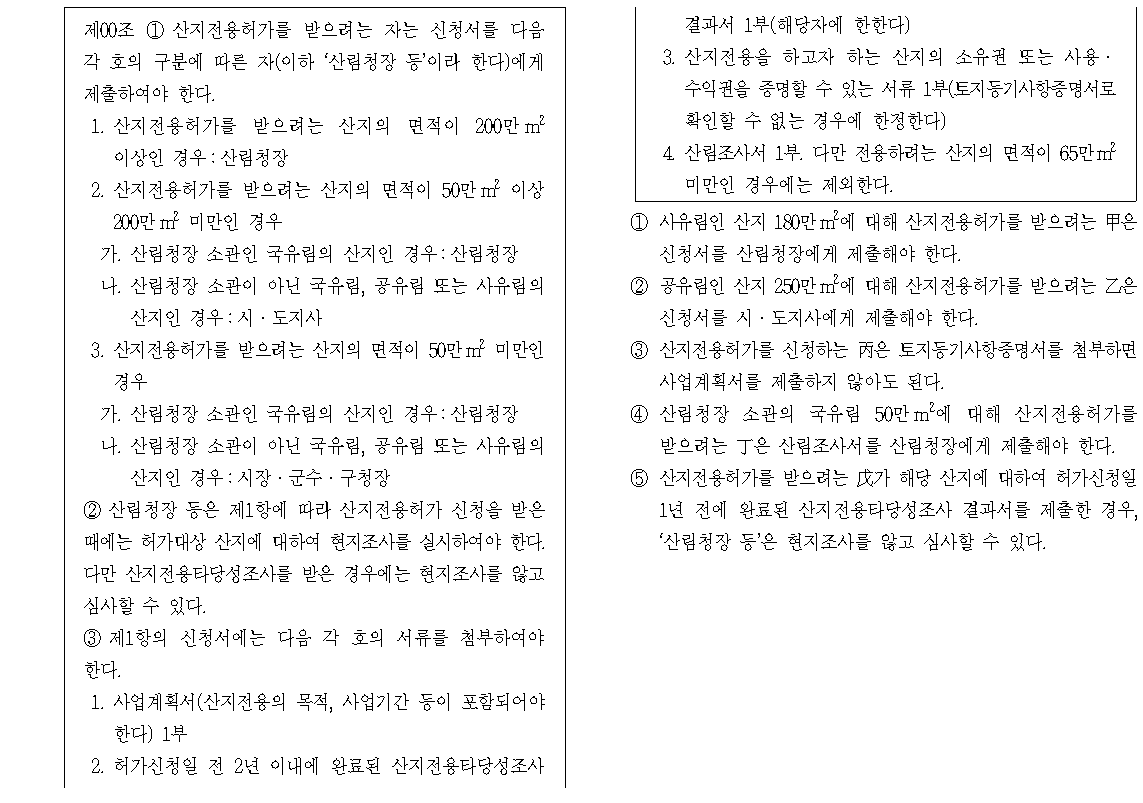 제00조 ① 산지전용허가를 받으려는 자는 신청서를 다음
각 호의 구분에 따른 자(이하 ‘산림청장 등’이라 한다)에게
제출하여야 한다.
1. 산지전용허가를 받으려는 산지의 면적이 200만㎡
이상인 경우: 산림청장
2. 산지전용허가를 받으려는 산지의 면적이 50만㎡ 이상
200만㎡ 미만인 경우
가. 산림청장 소관인 국유림의 산지인 경우: 산림청장
나. 산림청장 소관이 아닌 국유림, 공유림 또는 사유림의
산지인 경우: 시·도지사
3. 산지전용허가를 받으려는 산지의 면적이 50만㎡ 미만인
경우
가. 산림청장 소관인 국유림의 산지인 경우: 산림청장
나. 산림청장 소관이 아닌 국유림, 공유림 또는 사유림의
산지인 경우: 시장·군수·구청장
② 산림청장 등은 제1항에 따라 산지전용허가 신청을 받은
때에는 허가대상 산지에 대하여 현지조사를 실시하여야 한다.
다만 산지전용타당성조사를 받은 경우에는 현지조사를 않고
심사할 수 있다.
③ 제1항의 신청서에는 다음 각 호의 서류를 첨부하여야
한다.
1. 사업계획서(산지전용의 목적, 사업기간 등이 포함되어야
한다) 1부
2. 허가신청일 전 2년 이내에 완료된 산지전용타당성조사
결과서 1부(해당자에 한한다)
3. 산지전용을 하고자 하는 산지의 소유권 또는 사용·
수익권을 증명할 수 있는 서류 1부(토지등기사항증명서로
확인할 수 없는 경우에 한정한다)
4. 산림조사서 1부. 다만 전용하려는 산지의 면적이 65만㎡
미만인 경우에는 제외한다.
① 사유림인 산지 180만㎡에 대해 산지전용허가를 받으려는 甲은
신청서를 산림청장에게 제출해야 한다.
② 공유림인 산지 250만㎡에 대해 산지전용허가를 받으려는 乙은
신청서를 시·도지사에게 제출해야 한다.
③ 산지전용허가를 신청하는 丙은 토지등기사항증명서를 첨부하면
사업계획서를 제출하지 않아도 된다.
④ 산림청장 소관의 국유림 50만㎡에 대해 산지전용허가를
받으려는 丁은 산림조사서를 산림청장에게 제출해야 한다.
⑤ 산지전용허가를 받으려는 戊가 해당 산지에 대하여 허가신청일
1년 전에 완료된 산지전용타당성조사 결과서를 제출한 경우,
‘산림청장 등’은 현지조사를 않고 심사할 수 있다.